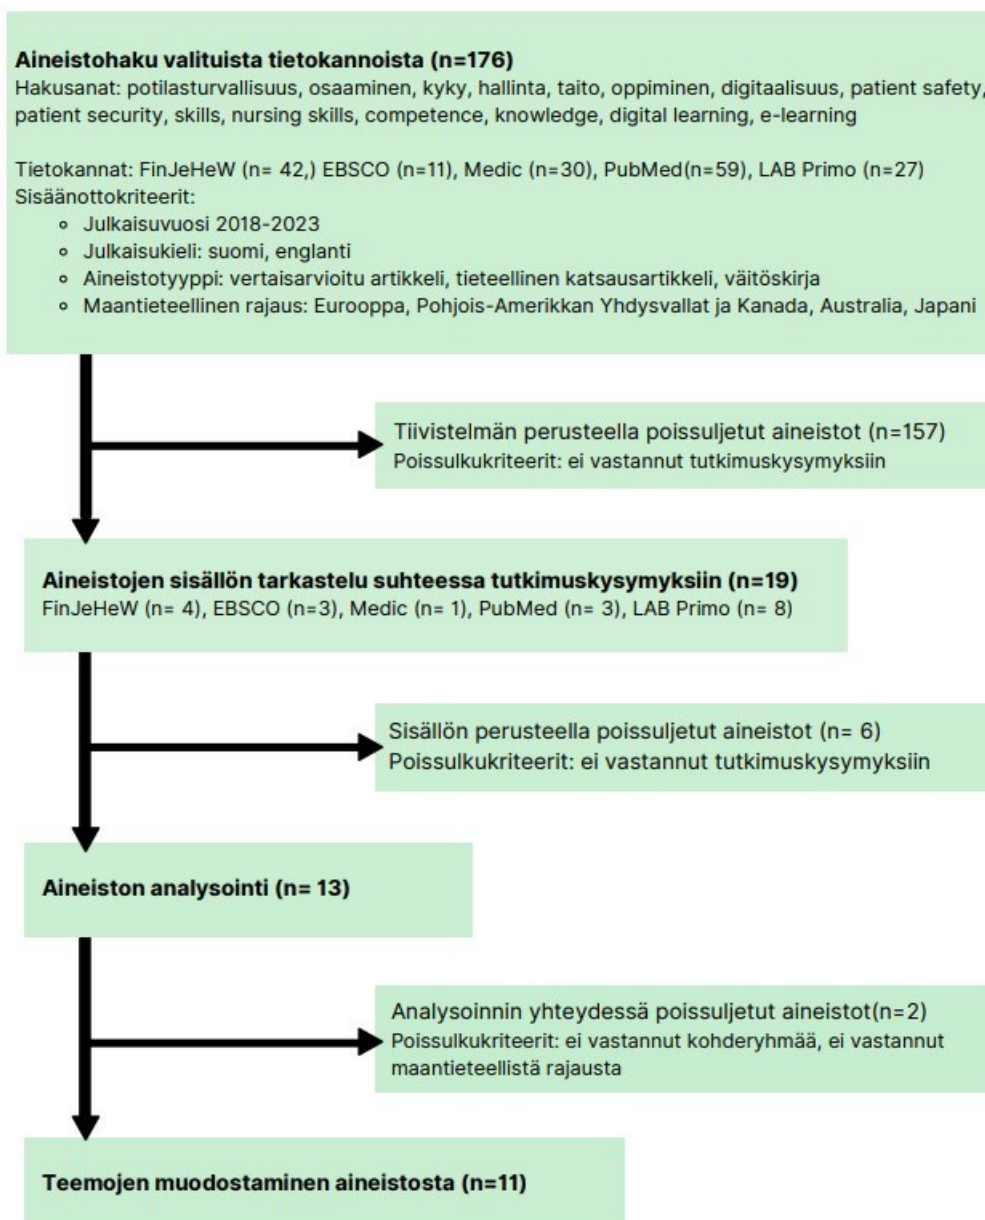 Aineistohaku valituista tietokannoista (n=176)
Hakusanat: potilasturvallisuus, osaaminen, kyky, hallinta, taito, oppiminen, digitaalisuus, patient safety,
patient security, skills, nursing skills, competence, knowledge, digital learning, e-learning
Tietokannat: FinJeHeW (n= 42,) EBSCO (n=11), Medic (n=30), PubMed(n=59), LAB Primo (n=27)
Sisäänottokriteerit:
◦ Julkaisuvuosi 2018-2023
◦ Julkaisukieli: suomi, englanti
◦ Aineistotyyppi: vertaisarvioitu artikkeli, tieteellinen katsausartikkeli, väitöskirja
◦ Maantieteellinen rajaus: Eurooppa, Pohjois-Amerikkan Yhdysvallat ja Kanada, Australia, Japani
Tiivistelmän perusteella poissuljetut aineistot (n=157)
Poissulkukriteerit: ei vastannut tutkimuskysymyksiin
Aineistojen sisällön tarkastelu suhteessa tutkimuskysymyksiin (n=19)
FinJeHeW (n= 4), EBSCO (n=3), Medic (n= 1), PubMed (n= 3), LAB Primo (n= 8)
Sisällön perusteella poissuljetut aineistot (n= 6)
Poissulkukriteerit: ei vastannut tutkimuskysymyksiin
Aineiston analysointi (n= 13)
Analysoinnin yhteydessä poissuljetut aineistot(n=2)
Poissulkukriteerit: ei vastannut kohderyhmää, ei vastannut
maantieteellistä rajausta
Teemojen muodostaminen aineistosta (n=11)